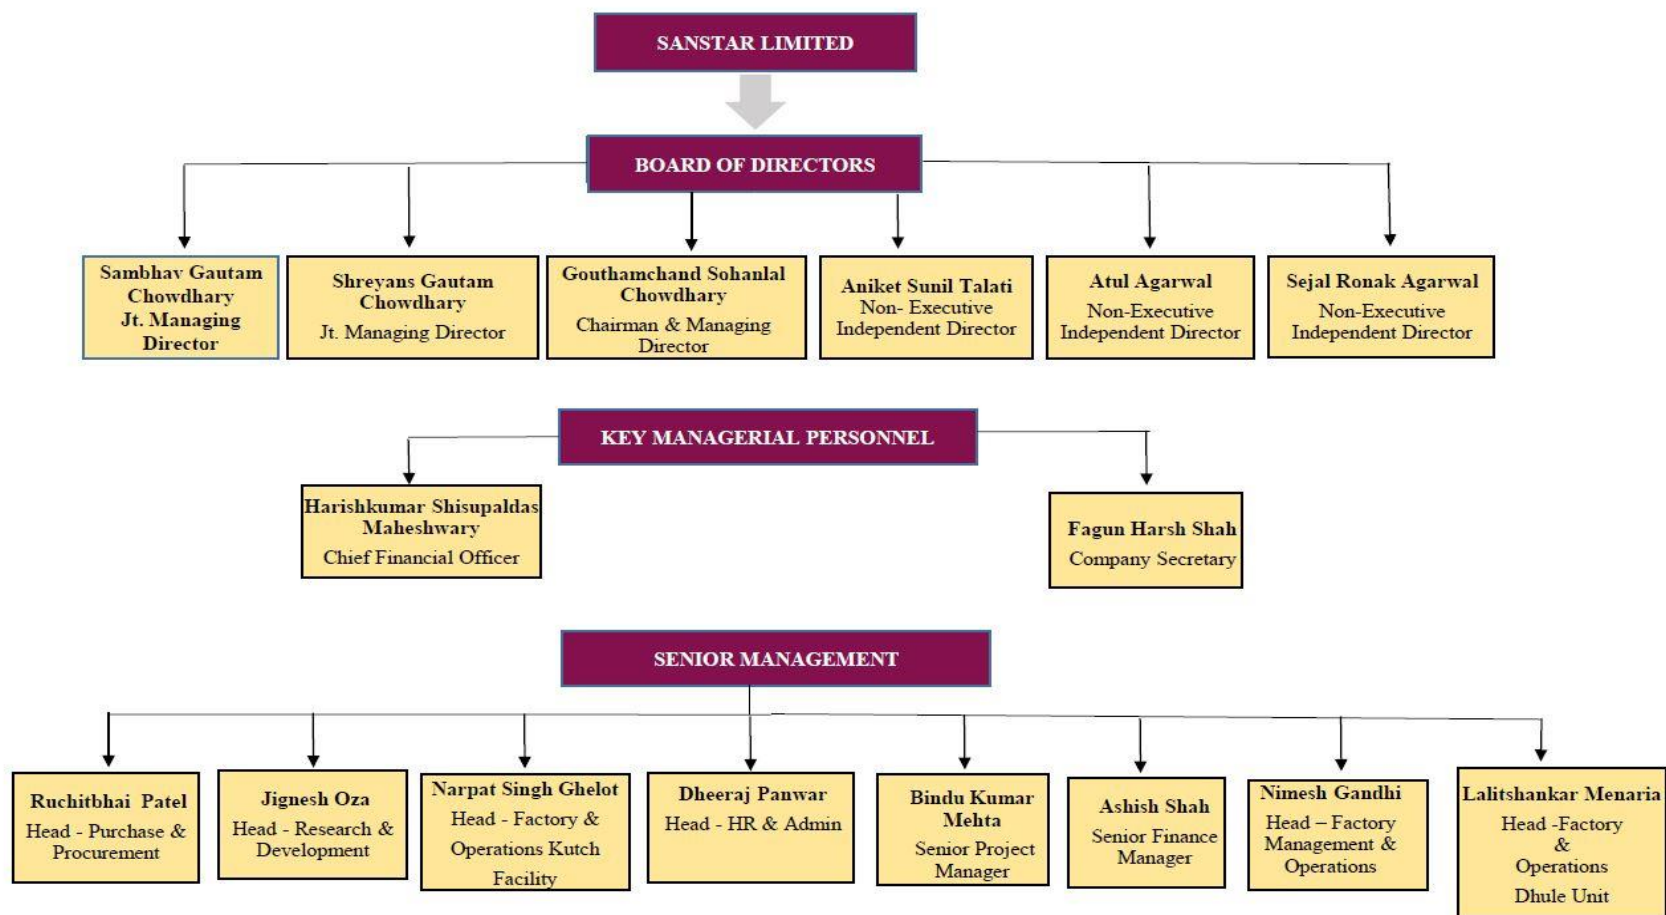 SANSTAR LIMITED
BOARD OF DIRECTORS
Sambhav Gautam
Chowdhary
Jt. Managing
Director
Shreyans Gautam
Chowdhary
Jt. Managing Director
Gouthamchand Sohanlal
Chowdhary
Chairman & Managing
Director
Aniket Sunil Talati
Non- Executive
Independent Director
Atul Agarwal
Non-Executive
Independent Director
Sejal Ronak Agarwal
Non-Executive
Independent Director
KEY MANAGERIAL PERSONNEL
Harishkumar Shisupaldas
Maheshwary
Chief Financial Officer
Fagun Harsh Shah
Company Secretary
SENIOR MANAGEMENT
Ruchitbhai Patel
Head - Purchase &
Procurement
Jignesh Oza
Head - Research &
Development
Narpat Singh Ghelot
Head - Factory &
Operations Kutch
Facility
Dheeraj Panwar
Head - HR & Admin
Bindu Kumar
Mehta
Senior Project
Manager
Ashish Shah
Senior Finance
Manager
Nimesh Gandhi
Head – Factory
Management &
Operations
Lalitshankar Menaria
Head -Factory
&
Operations
Dhule Unit